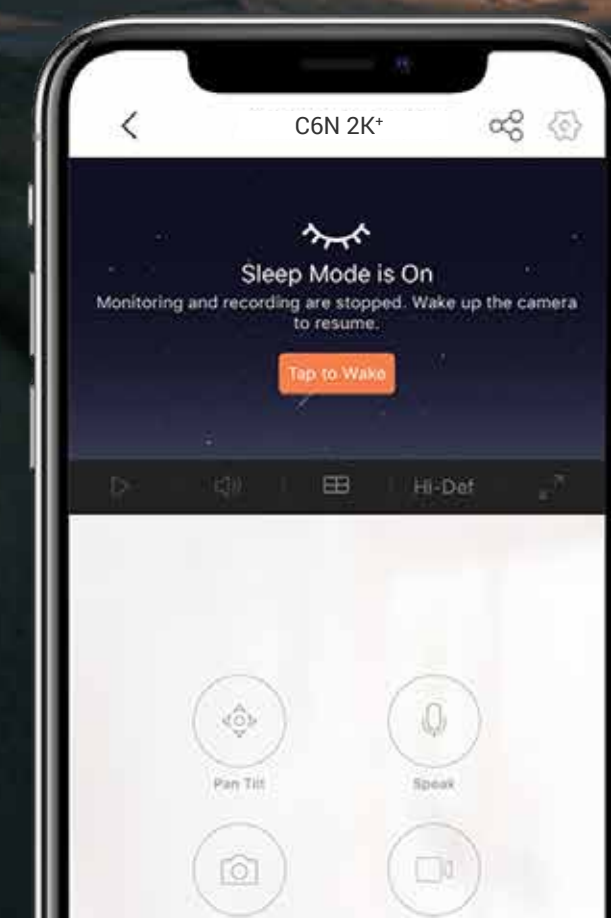 C6N 2K⁺
Sleep Mode is On
Monitoring and recording are stopped. Wake up the camera
to resume.
Tap to Wake
Hi-Def
Pan Tilt
Speak